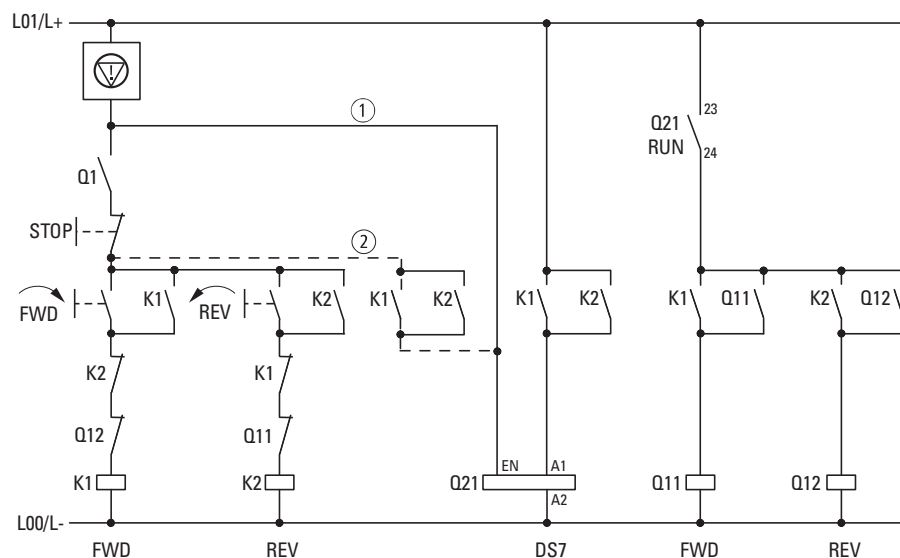 L01/L+
!
1
Q1
STOP
2
FWD
K1
REV
K2
K1
K2
K1
K2
Q21
RUN
23
24
K1
Q11
K2
Q12
K2
Q12
K1
Q11
K1
K2
Q21
EN
A1
A2
Q11
Q12
L00/L-
FWD
REV
DS7
FWD
REV